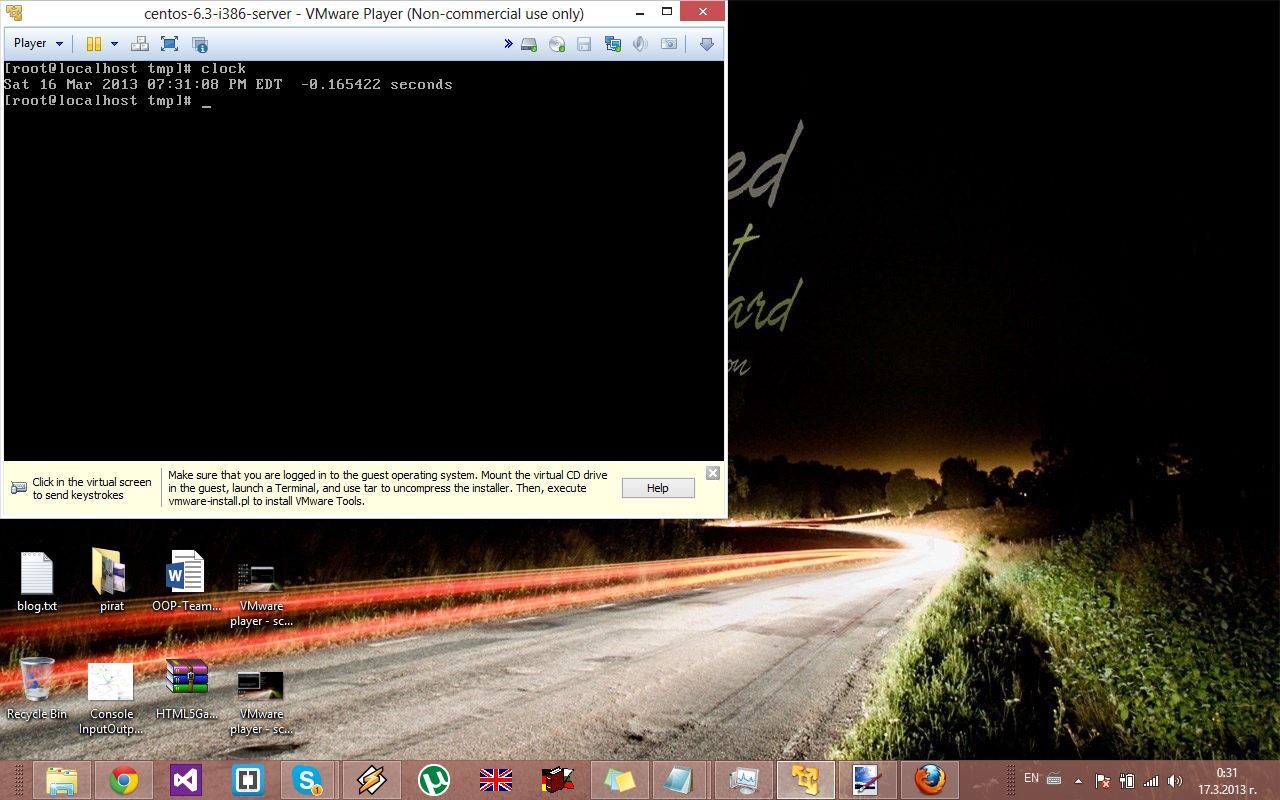 centos-6.3-i386-server - VMware Player (Non-commercial use only)
Player
[root@localhost tmp]# clock
Sat 16 Mar 2013 07:31:08 PM EDT  -0.165422 seconds
[root@localhost tmp]# _
Click in the virtual screen
to send keystrokes
Make sure that you are logged in to the guest operating system. Mount the virtual CD drive
in the guest, launch a Terminal, and use tar to uncompress the installer. Then, execute
vmware-install.pl to install VMware Tools.
Help
ed
t
ard
on
blog.txt
pirat
OOP-Team...
VMware
player - sc...
Recycle Bin
Console
InputOutp...
HTML5Ga...
VMware
player - sc...
EN
0:31
17.3.2013 г.